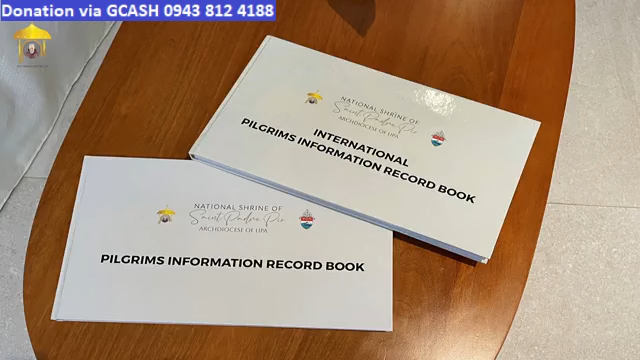 Donation via GCASH 0943 812 4188
NATIONAL SHRINE OF
Saint Padre Pio
ARCHDIOCESE OF LIPA
INTERNATIONAL
PILGRIMS INFORMATION RECORD BOOK
NATIONAL SHRINE OF
Saint Padre Pio
ARCHDIOCESE OF LIPA
PILGRIMS INFORMATION RECORD BOOK